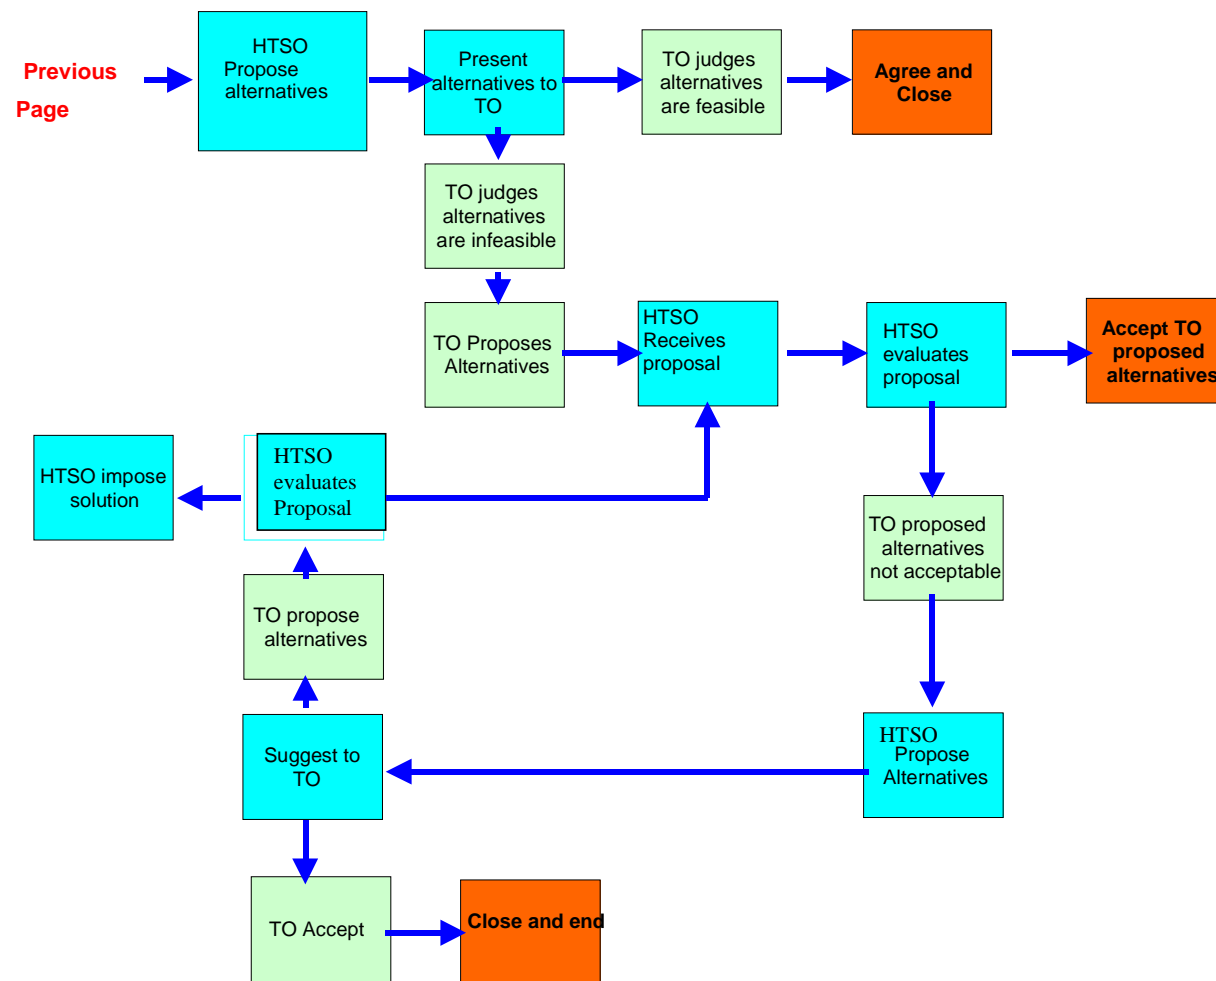 Previous
Page
HTSO
Propose
alternatives
Present
alternatives to
TO
TO judges
alternatives
are feasible
Agree and
Close
TO judges
alternatives
are infeasible
TO Proposes
Alternatives
HTSO
Receives
proposal
HTSO
evaluates
proposal
Accept TO
proposed
alternatives
HTSO impose
solution
HTSO
evaluates
Proposal
TO proposed
alternatives
not acceptable
TO propose
alternatives
Suggest to
TO
HTSO
Propose
Alternatives
TO Accept
Close and end